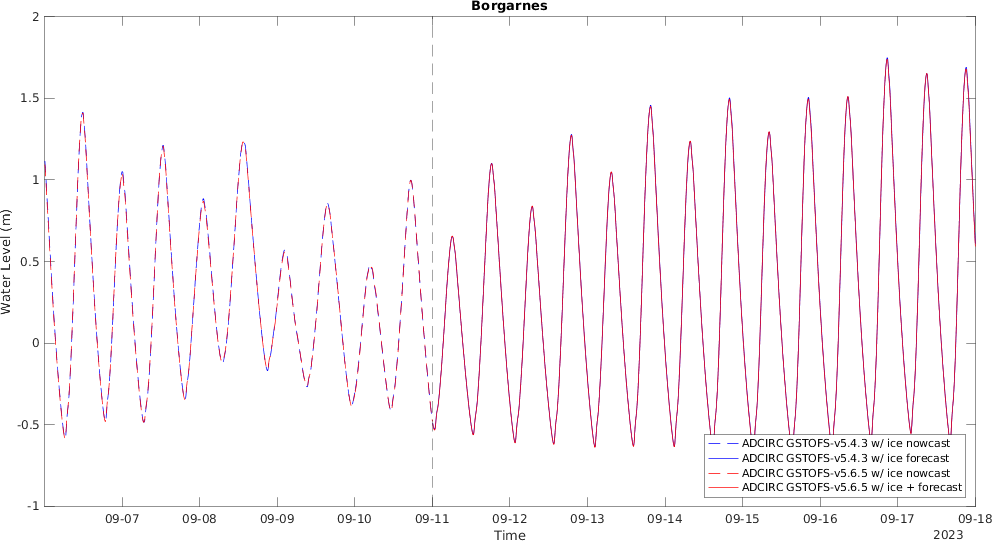 Borgarnes
2
1.5
1
0.5
0
-0.5
-1
Water Level (m)
ADCIRC GSTOFS-v5.4.3 w/ ice nowcast
ADCIRC GSTOFS-v5.4.3 w/ ice forecast
ADCIRC GSTOFS-v5.6.5 w/ ice nowcast
ADCIRC GSTOFS-v5.6.5 w/ ice + forecast
09-07 09-08 09-09 09-10 09-11 09-12 09-13 09-14 09-15 09-16 09-17 09-18
Time
2023